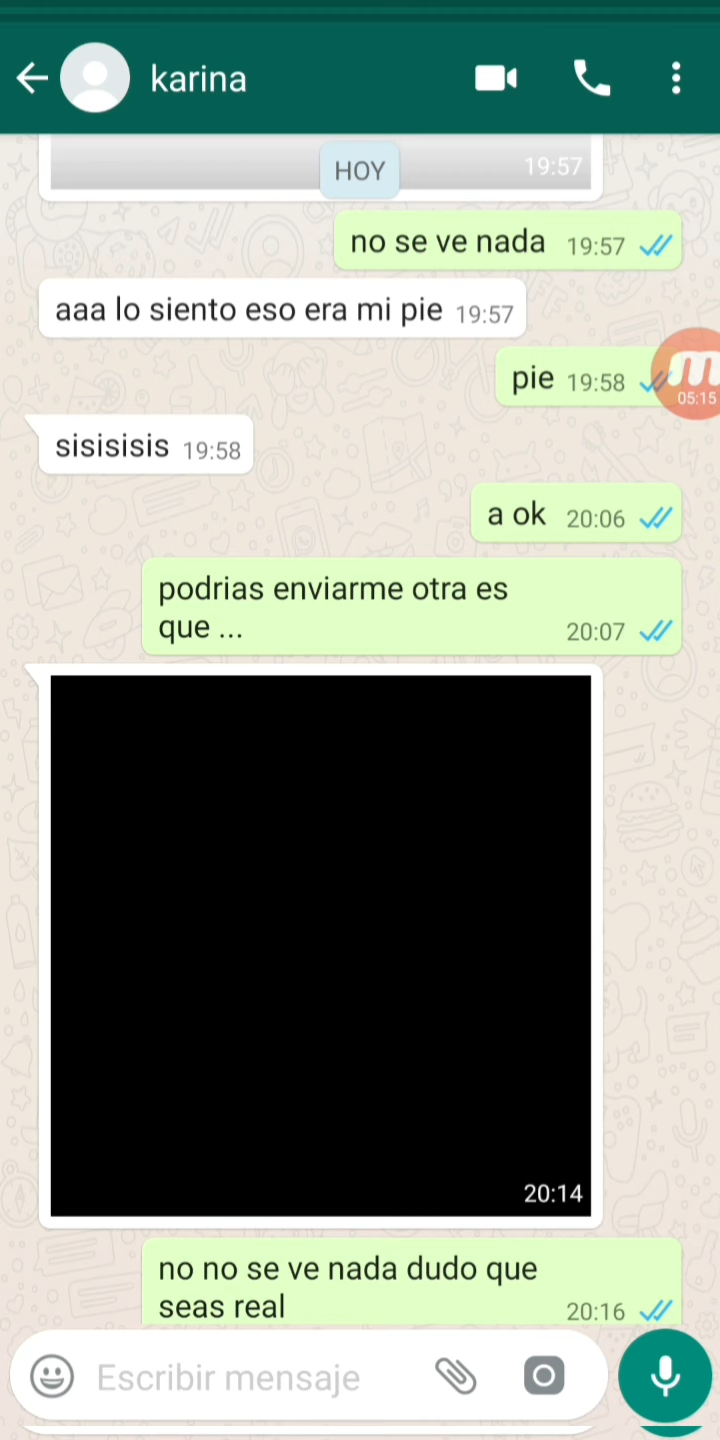 karina
19:57
HOY
no se ve nada 19:57
aaa lo siento eso era mi pie 19:57
pie 19:58
m
05:15
sisisisis 19:58
a ok 20:06
podrias enviarme otra es
que ... 20:07
20:14
no no se ve nada dudo que
seas real 20:16
Escribir mensaje